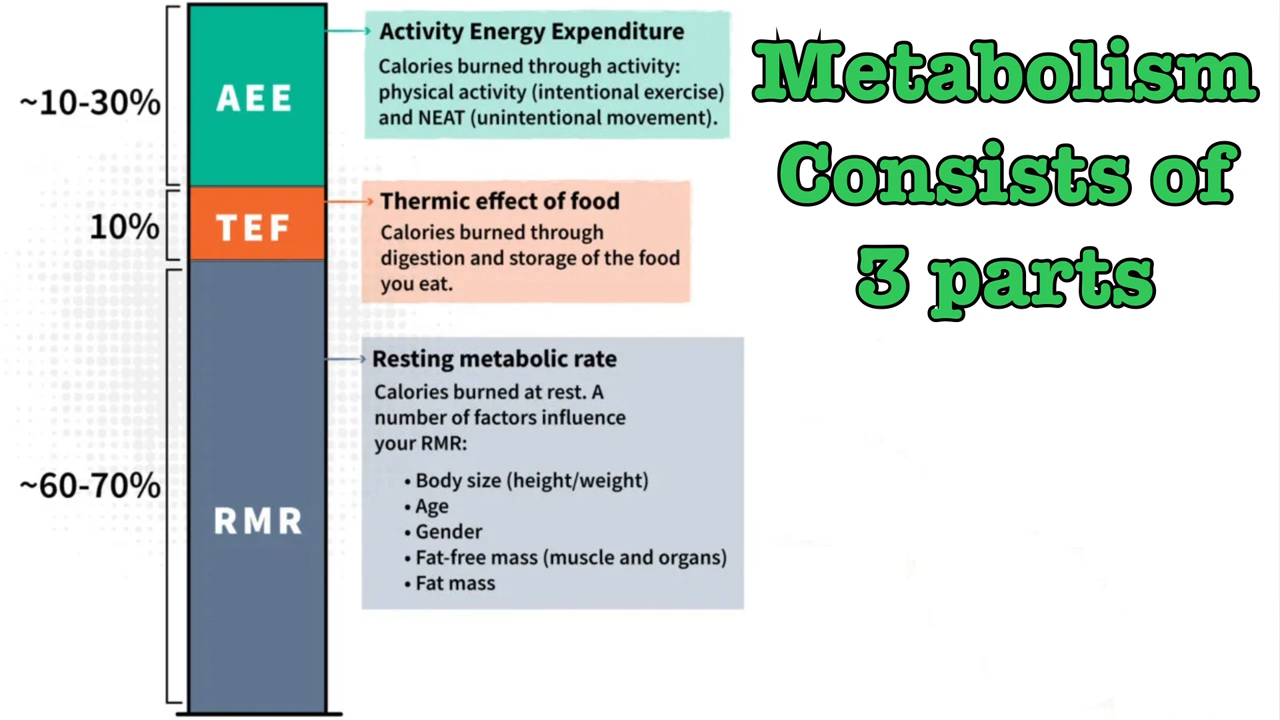 ~10-30%
AEE
Activity Energy Expenditure
Calories burned through activity:
physical activity (intentional exercise)
and NEAT (unintentional movement).
Metabolism
Consists of
3 parts
10%
TEF
Thermic effect of food
Calories burned through
digestion and storage of the food
you eat.
~60-70%
RMR
Resting metabolic rate
Calories burned at rest. A
number of factors influence
your RMR:
• Body size (height/weight)
• Age
• Gender
• Fat-free mass (muscle and organs)
• Fat mass